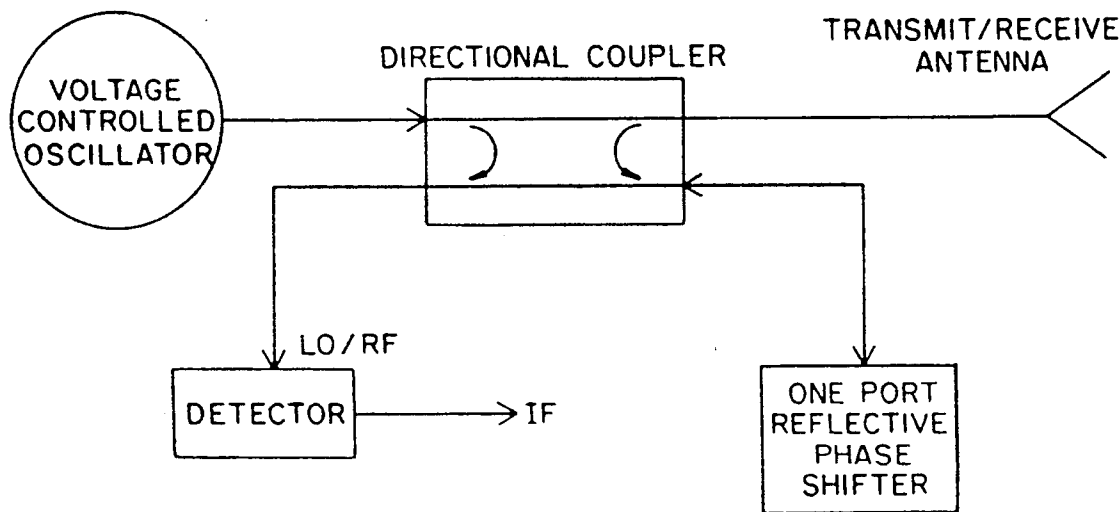 TRANSMIT/RECEIVE
ANTENNA
DIRECTIONAL COUPLER
VOLTAGE
CONTROLLED
OSCILLATOR
LO/RF
DETECTOR
IF
ONE PORT
REFLECTIVE
PHASE
SHIFTER